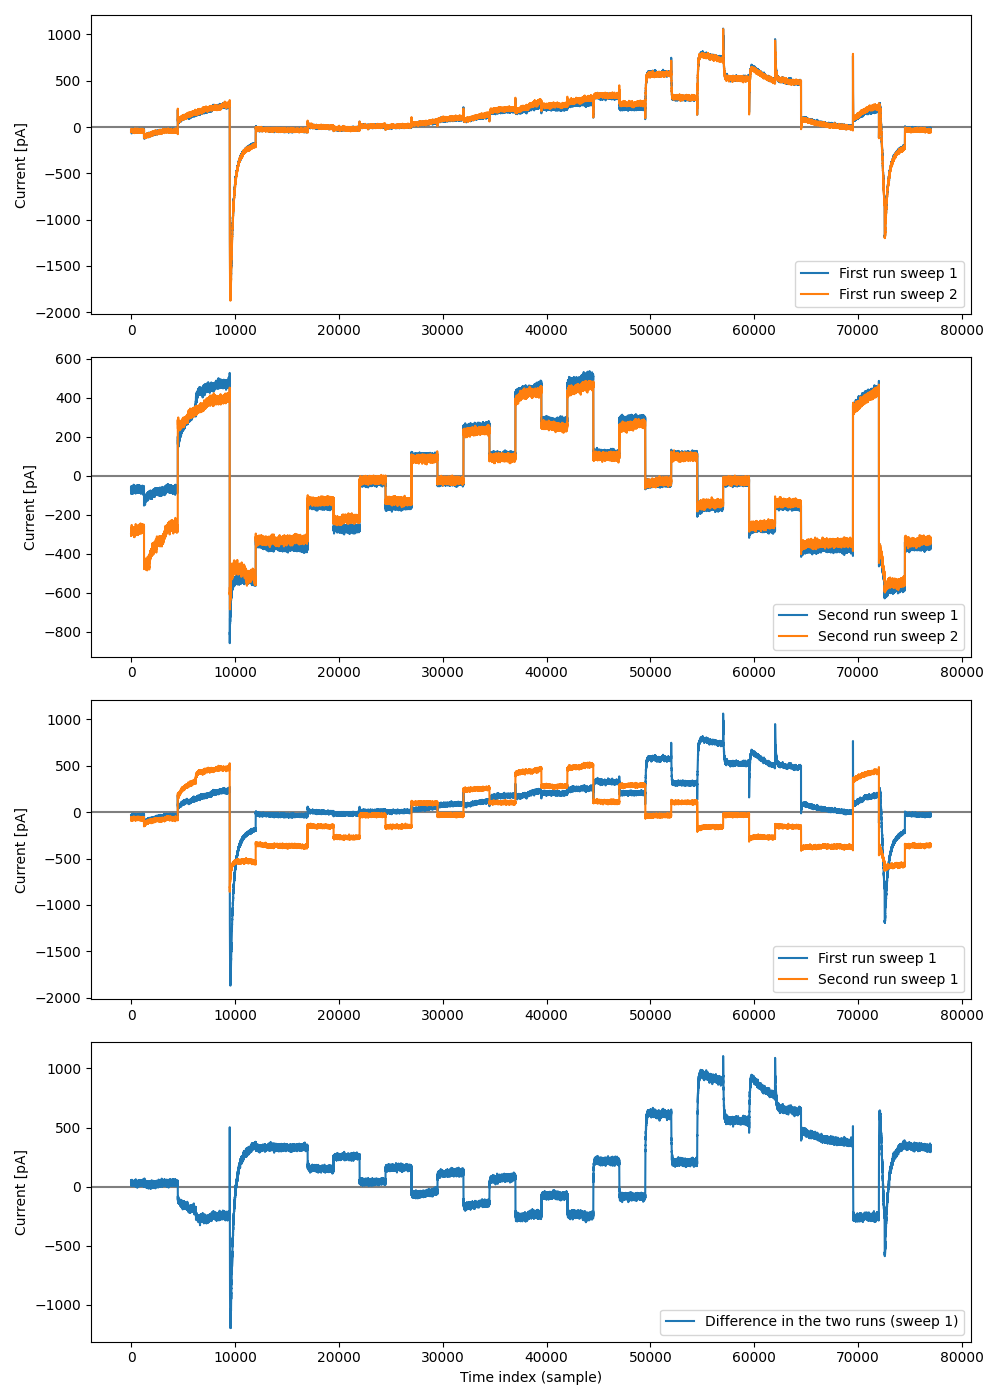 1000
500
0
−500
−1000
−1500
−2000
Current [pA]
First run sweep 1
First run sweep 2
0 10000 20000 30000 40000 50000 60000 70000 80000
600
400
200
0
−200
−400
−600
−800
Current [pA]
Second run sweep 1
Second run sweep 2
0 10000 20000 30000 40000 50000 60000 70000 80000
1000
500
0
−500
−1000
−1500
−2000
Current [pA]
First run sweep 1
Second run sweep 1
0 10000 20000 30000 40000 50000 60000 70000 80000
1000
500
0
−500
−1000
Current [pA]
Difference in the two runs (sweep 1)
0 10000 20000 30000 40000 50000 60000 70000 80000
Time index (sample)